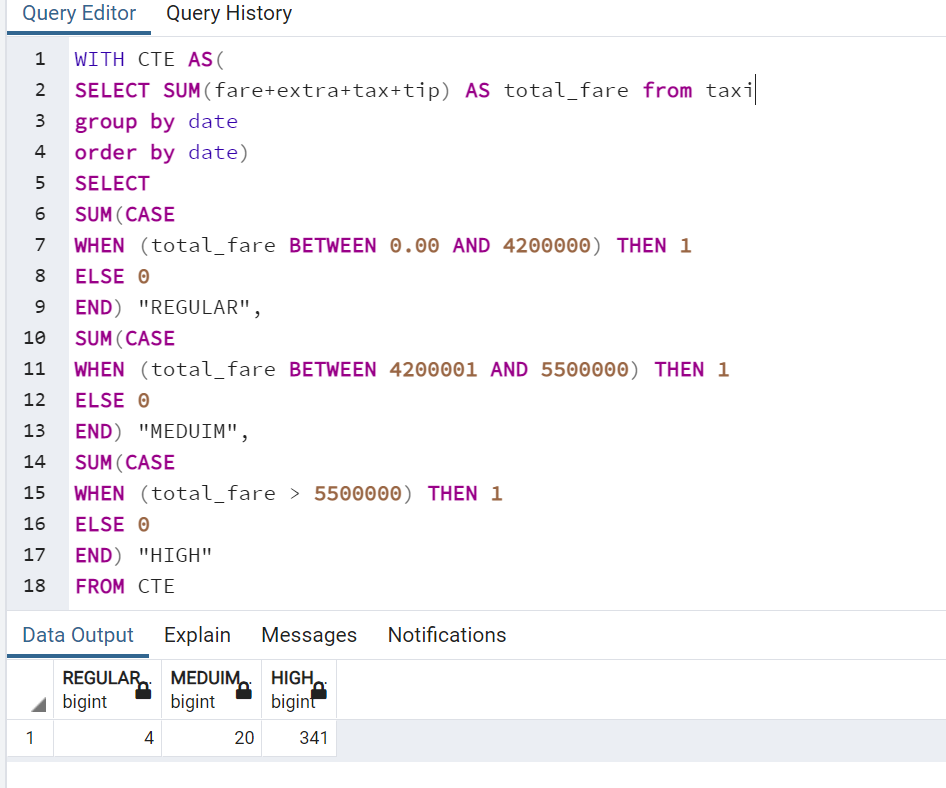 Query Editor Query History
1 WITH CTE AS(
2 SELECT SUM(fare+extra+tax+tip) AS total_fare from taxi
3 group by date
4 order by date)
5 SELECT
6 SUM(CASE
7 WHEN (total_fare BETWEEN 0.00 AND 4200000) THEN 1
8 ELSE 0
9 END) "REGULAR",
10 SUM(CASE
11 WHEN (total_fare BETWEEN 4200001 AND 5500000) THEN 1
12 ELSE 0
13 END) "MEDUIM",
14 SUM(CASE
15 WHEN (total_fare > 5500000) THEN 1
16 ELSE 0
17 END) "HIGH"
18 FROM CTE
Data Output Explain Messages Notifications
REGULAR MEDUIM HIGH
bigint bigint bigint
1 4 20 341